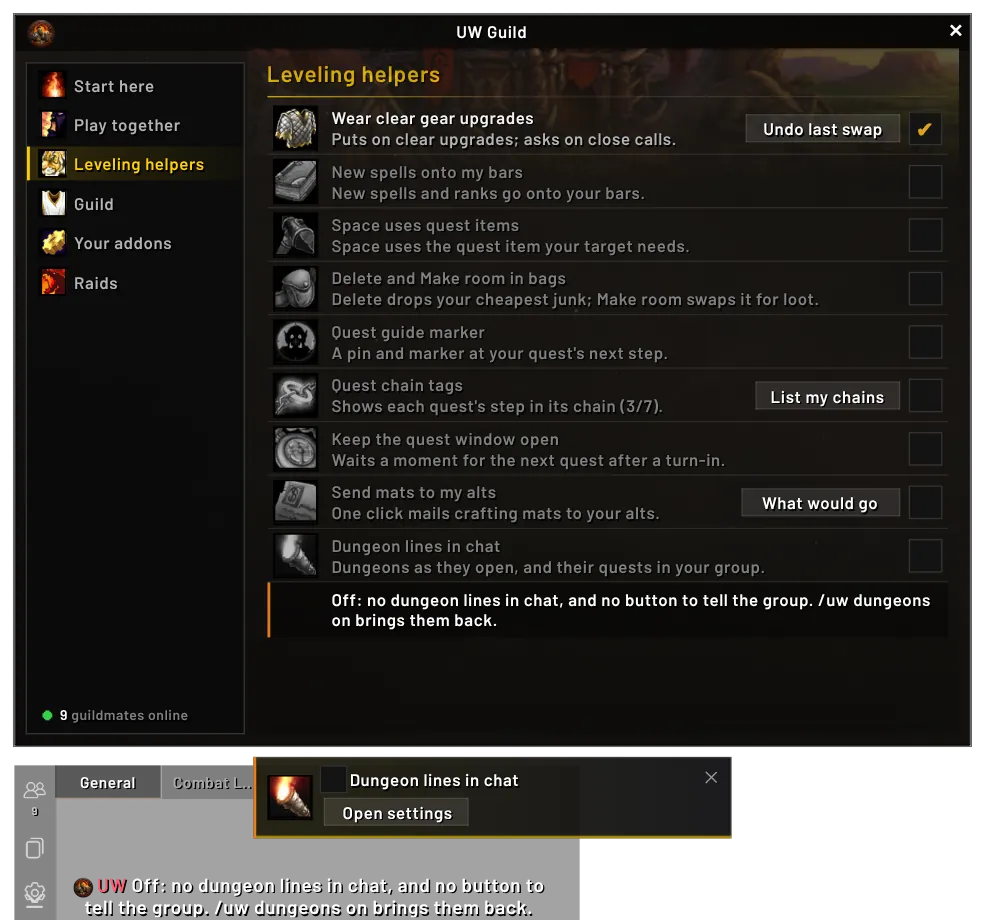 UW Guild
Start here
Play together
Leveling helpers
Guild
Your addons
Raids
9 guildmates online
Leveling helpers
Wear clear gear upgrades
Puts on clear upgrades; asks on close calls.
Undo last swap
New spells onto my bars
New spells and ranks go onto your bars.
Space uses quest items
Space uses the quest item your target needs.
Delete and Make room in bags
Delete drops your cheapest junk; Make room swaps it for loot.
Quest guide marker
A pin and marker at your quest's next step.
Quest chain tags
Shows each quest's step in its chain (3/7).
List my chains
Keep the quest window open
Waits a moment for the next quest after a turn-in.
Send mats to my alts
One click mails crafting mats to your alts.
What would go
Dungeon lines in chat
Dungeons as they open, and their quests in your group.
Off: no dungeon lines in chat, and no button to tell the group. /uw dungeons
on brings them back.
9
General
Combat L...
Dungeon lines in chat
Open settings
UW Off: no dungeon lines in chat, and no button to
tell the group. /uw dungeons on brings them back.